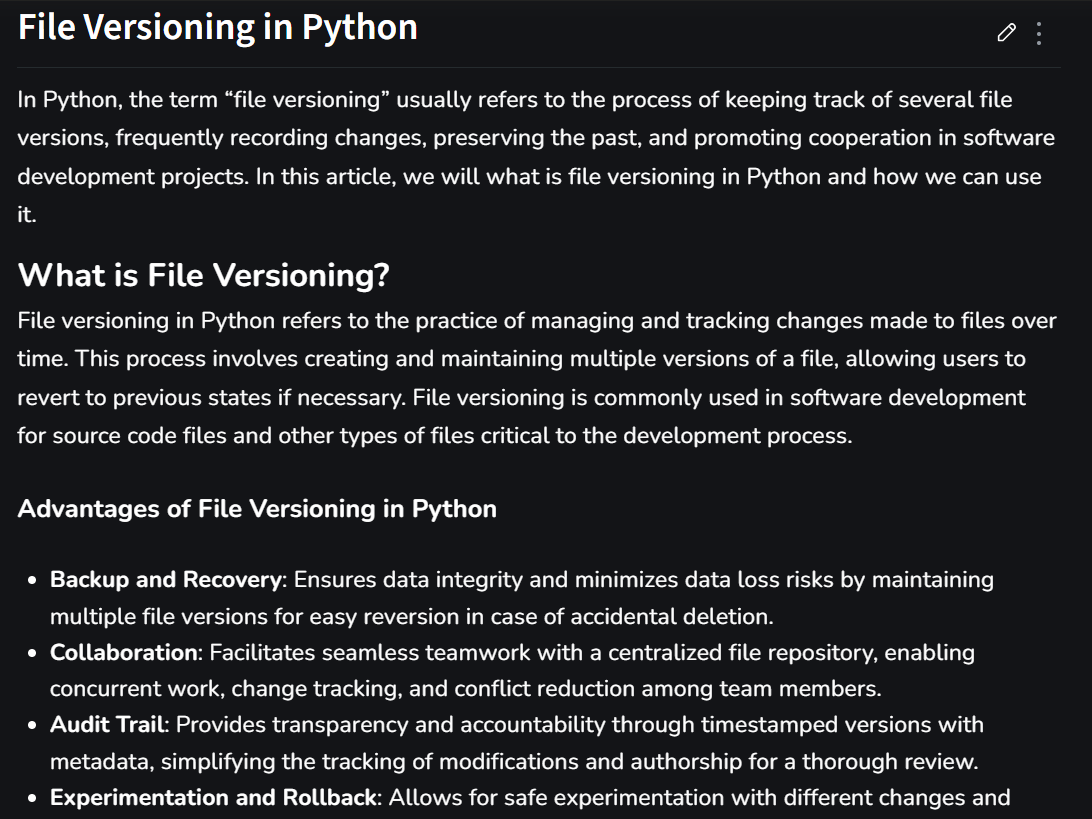 File Versioning in Python
In Python, the term “file versioning” usually refers to the process of keeping track of several file
versions, frequently recording changes, preserving the past, and promoting cooperation in software
development projects. In this article, we will what is file versioning in Python and how we can use
it.
What is File Versioning?
File versioning in Python refers to the practice of managing and tracking changes made to files over
time. This process involves creating and maintaining multiple versions of a file, allowing users to
revert to previous states if necessary. File versioning is commonly used in software development
for source code files and other types of files critical to the development process.
Advantages of File Versioning in Python
• Backup and Recovery: Ensures data integrity and minimizes data loss risks by maintaining
multiple file versions for easy reversion in case of accidental deletion.
• Collaboration: Facilitates seamless teamwork with a centralized file repository, enabling
concurrent work, change tracking, and conflict reduction among team members.
• Audit Trail: Provides transparency and accountability through timestamped versions with
metadata, simplifying the tracking of modifications and authorship for a thorough review.
• Experimentation and Rollback: Allows for safe experimentation with different changes and